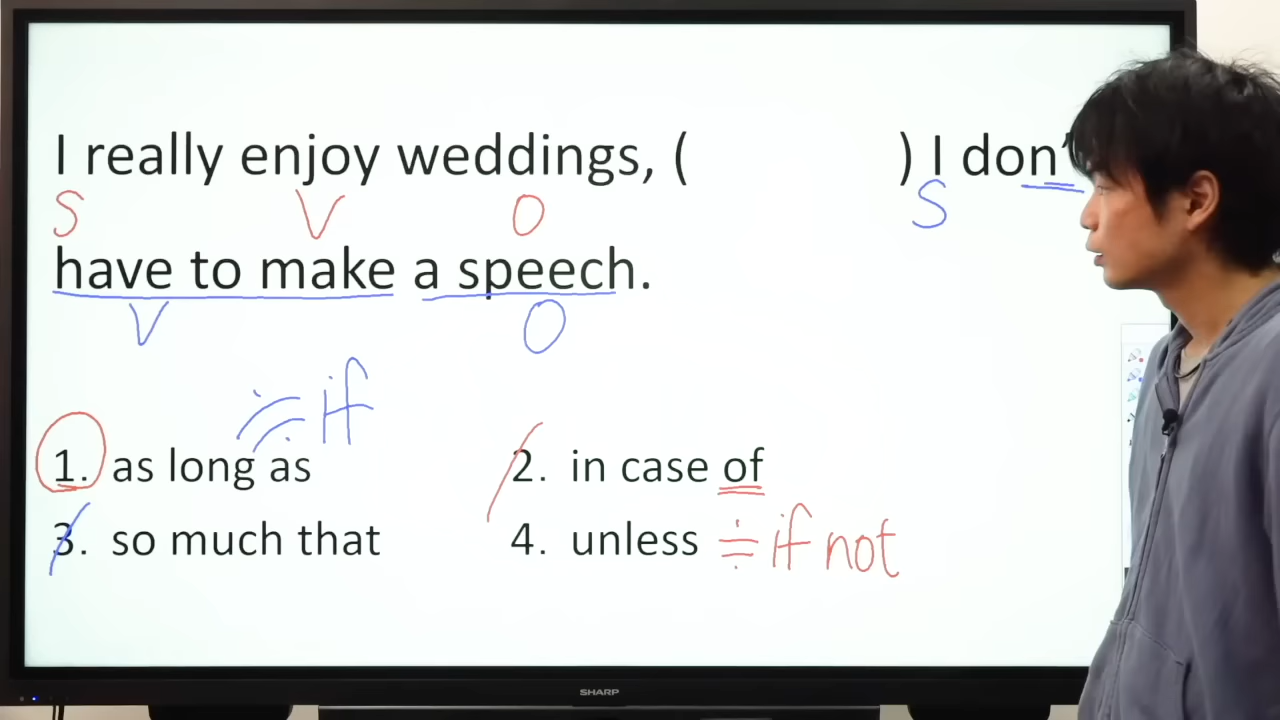 I really enjoy weddings, ( ) I don'
S V O S
have to make a speech.
V O
≒if
1. as long as 2. in case of
3. so much that 4. unless ≒if not
SHARP